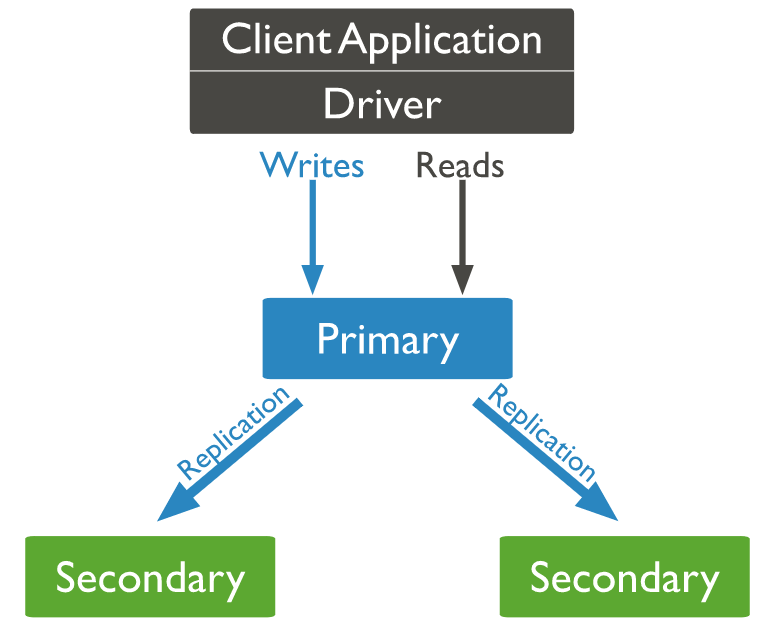 Client Application
Driver
Writes
Reads
Primary
Replication
Replication
Secondary
Secondary